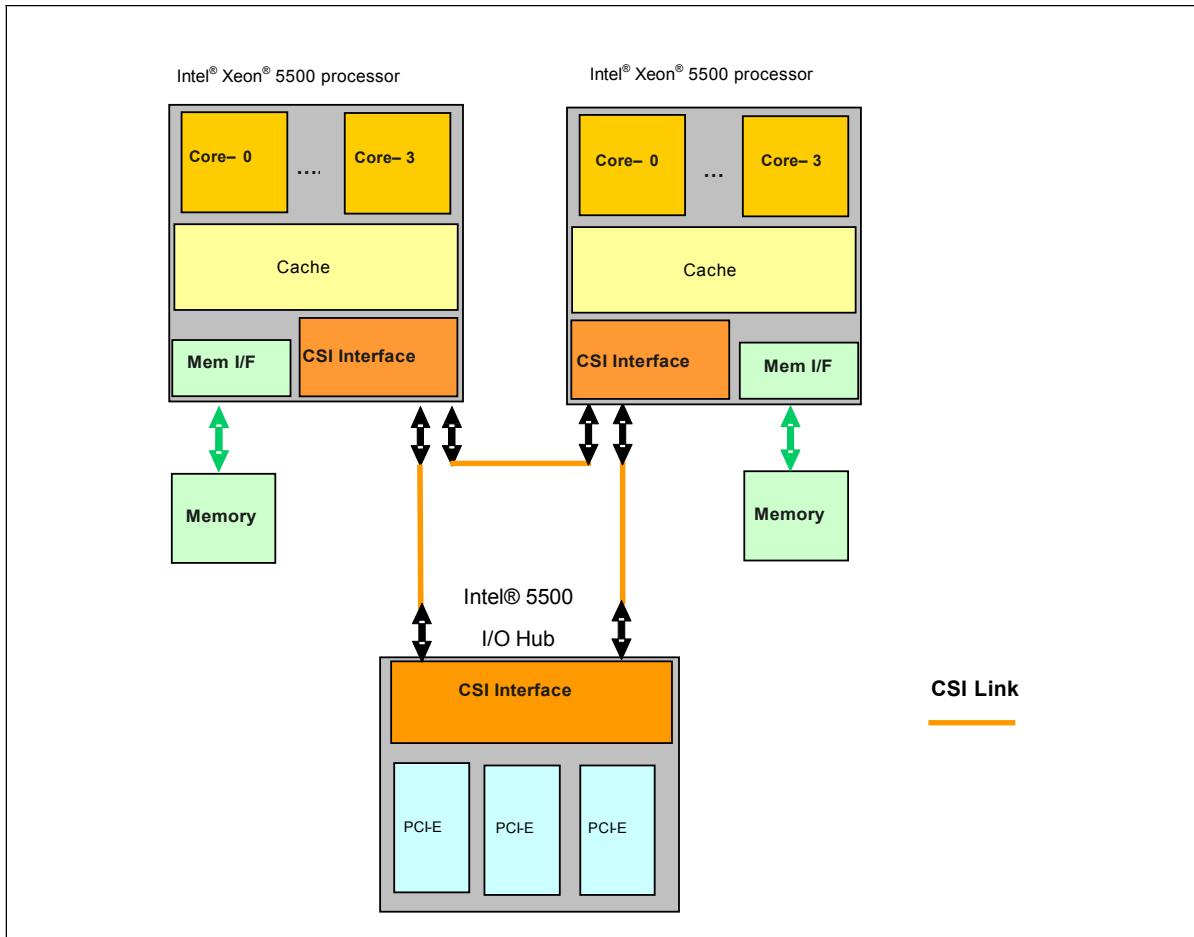 Intel® Xeon® 5500 processor
Intel® Xeon® 5500 processor
Core– 0
....
Core– 3
Core– 0
...
Core– 3
Cache
Cache
Mem I/F
CSI Interface
CSI Interface
Mem I/F
Memory
Memory
Intel® 5500
I/O Hub
CSI Interface
CSI Link
PCI-E
PCI-E
PCI-E